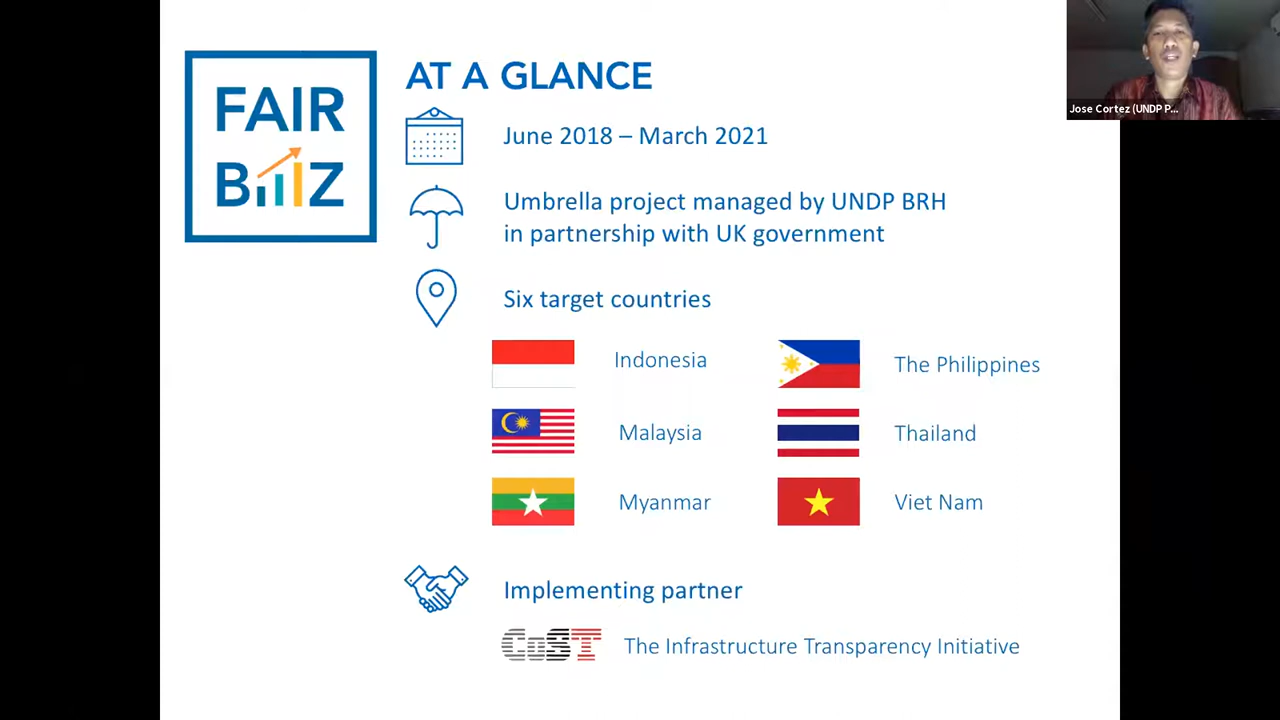 FAIR
BIZ
AT A GLANCE
June 2018 – March 2021
Umbrella project managed by UNDP BRH
in partnership with UK government
Six target countries
Indonesia
The Philippines
Malaysia
Thailand
Myanmar
Viet Nam
Implementing partner
CoST The Infrastructure Transparency Initiative
Jose Cortez (UNDP P...